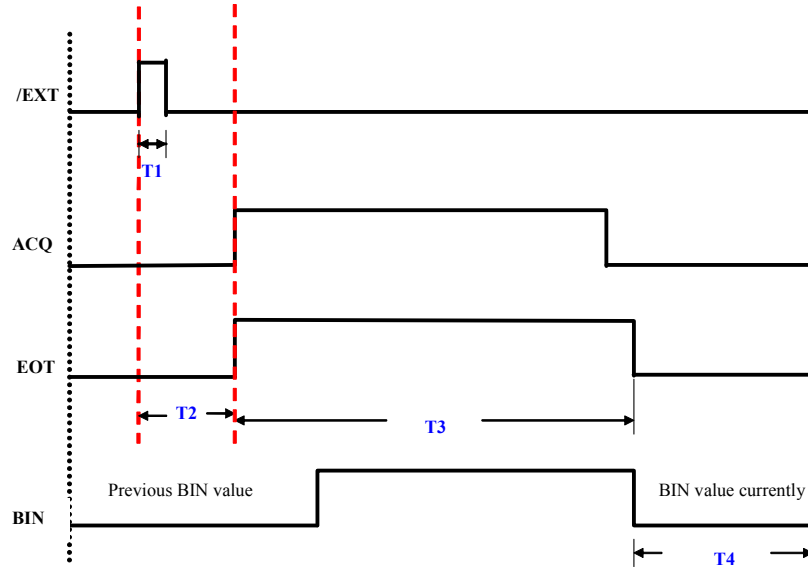 /EXT
T1
ACQ
EOT
T2
T3
Previous BIN value
BIN value currently
BIN
T4